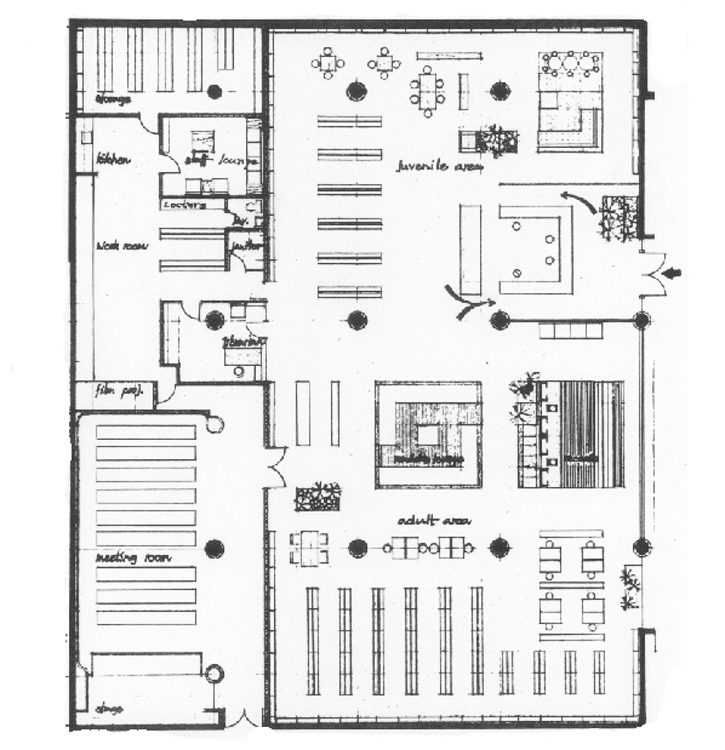 storage
kitchen
staff lounge
juvenile area
Lockers
lav.
work room
janitor
librarian
film proj.
adult area
meeting room
stage